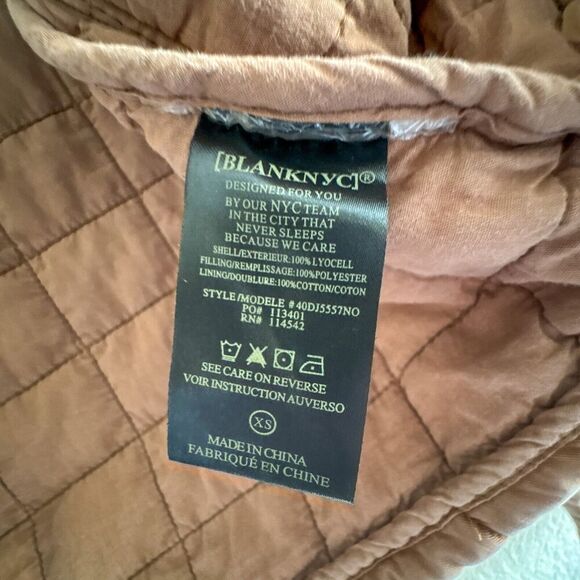 [BLANKNYC]®
DESIGNED FOR YOU
BY OUR NYC TEAM
IN THE CITY THAT
NEVER SLEEPS
BECAUSE WE CARE
SHELL/EXTERIEUR:100% LYOCELL
FILLING/REMPLISSAGE:100%POLYESTER
LINING/DOUBLURE:100%COTTON/COTON
STYLE/MODELE #40DJ5557NO
PO# 113401
RN# 114542
SEE CARE ON REVERSE
VOIR INSTRUCTION AUVERSO
XS
MADE IN CHINA
FABRIQUÉ EN CHINE